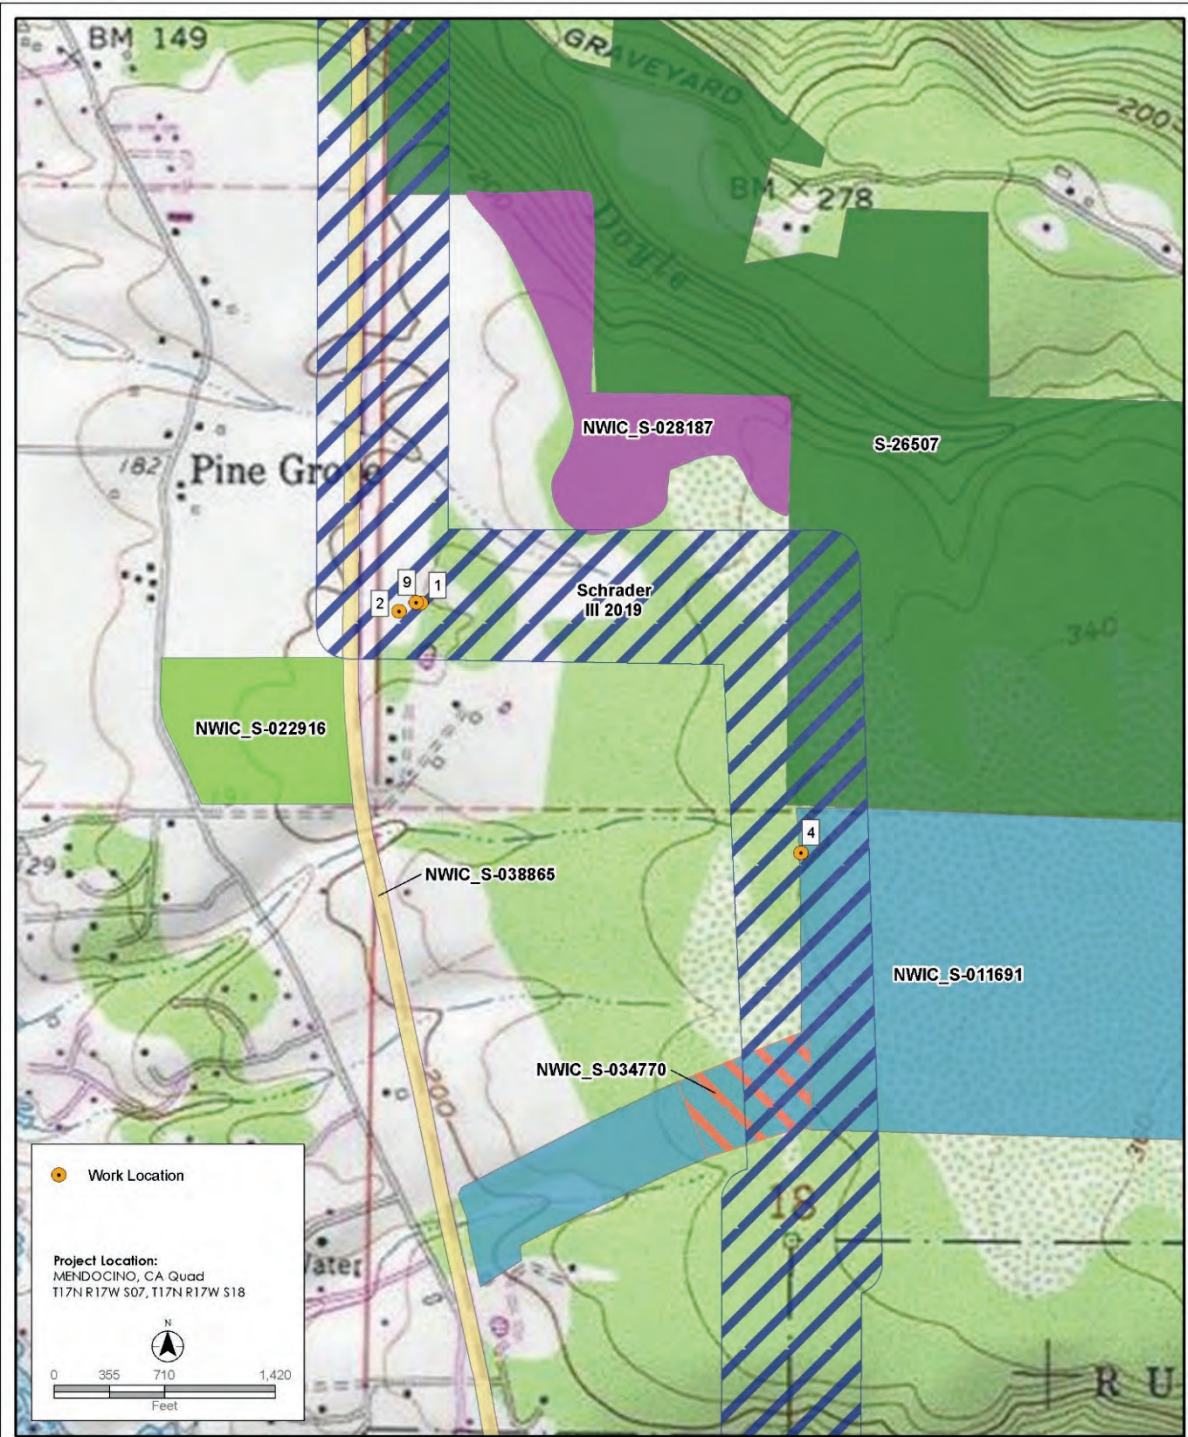 BM 149
GRAVEYARD
200
BM × 278
200
Doyle
NWIC_S-028187
S-26507
182
Pine Grove
Schrader
III 2019
9
1
2
340
NWIC_S-022916
191
4
29
NWIC_S-038865
NWIC_S-011691
NWIC_S-034770
200
18
Water
R U
Work Location
Project Location:
MENDOCINO, CA Quad
T17N R17W S07, T17N R17W S18
N
0 355 710 1,420
Feet